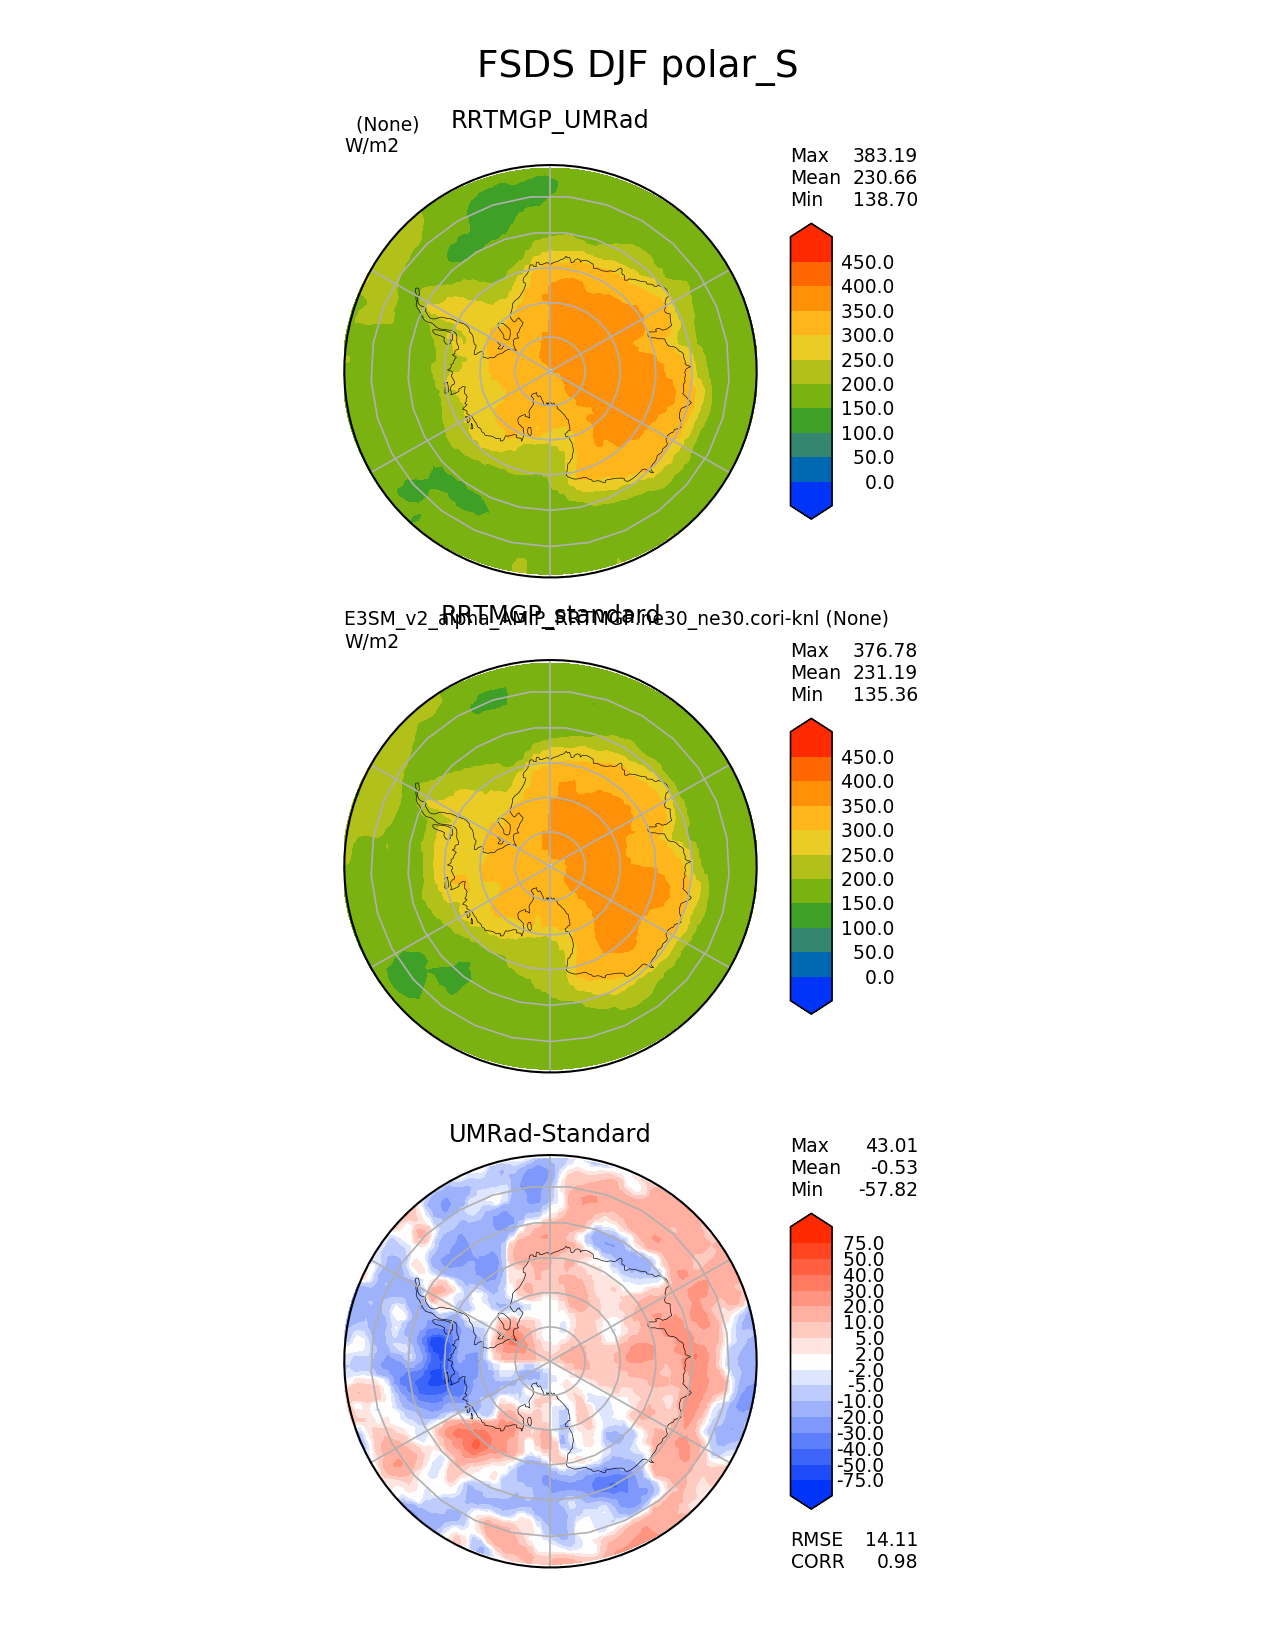 FSDS DJF polar_S
(None) RRTMGP_UMRad
W/m2
Max 383.19
Mean 230.66
Min 138.70
450.0
400.0
350.0
300.0
250.0
200.0
150.0
100.0
50.0
0.0
RRTMGP_standard
E3SM_v2_alpha_AMIP_RRTMGP.ne30_ne30.cori-knl (None)
W/m2
Max 376.78
Mean 231.19
Min 135.36
450.0
400.0
350.0
300.0
250.0
200.0
150.0
100.0
50.0
0.0
UMRad-Standard
Max 43.01
Mean -0.53
Min -57.82
75.0
50.0
40.0
30.0
20.0
10.0
5.0
2.0
-2.0
-5.0
-10.0
-20.0
-30.0
-40.0
-50.0
-75.0
RMSE 14.11
CORR 0.98